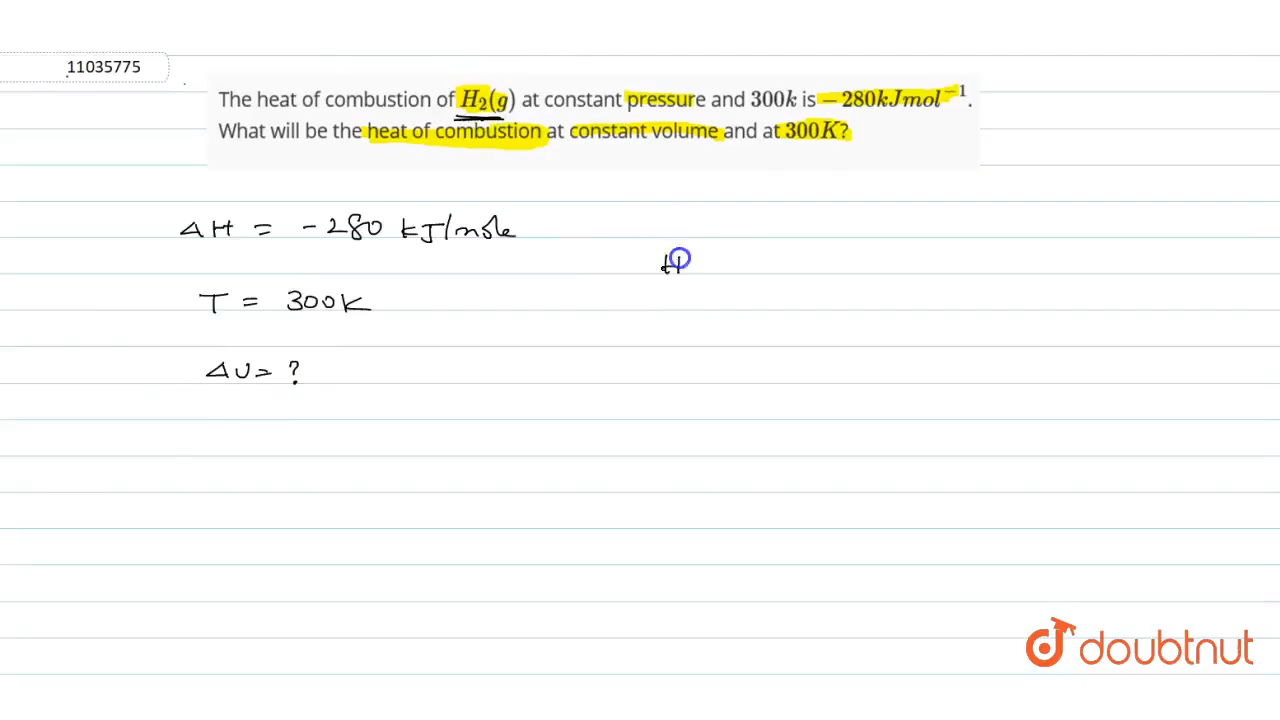 11035775
The heat of combustion of H₂(g) at constant pressure and 300k is −280kJmol⁻¹.
What will be the heat of combustion at constant volume and at 300K?
ΔH = -280 kJ/mole
H
T = 300K
ΔU= ?
doubtnut